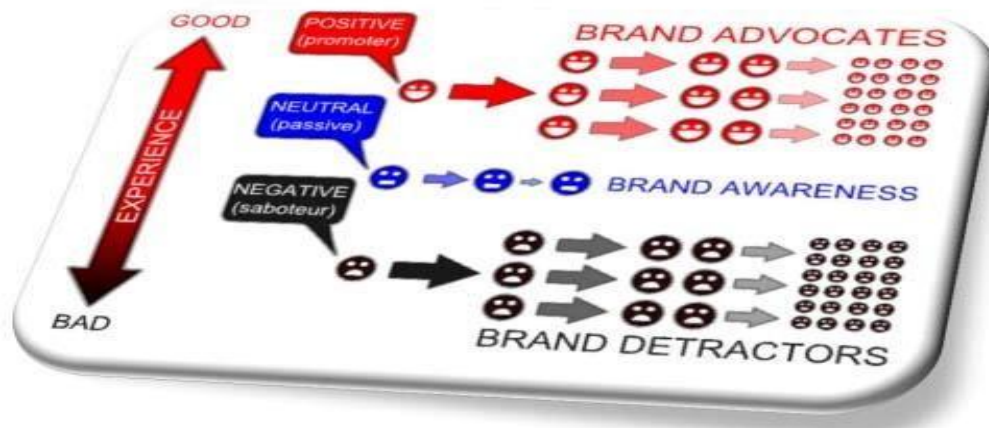 GOOD
POSITIVE
(promoter)
BRAND ADVOCATES
EXPERIENCE
NEUTRAL
(passive)
BRAND AWARENESS
NEGATIVE
(saboteur)
BAD
BRAND DETRACTORS